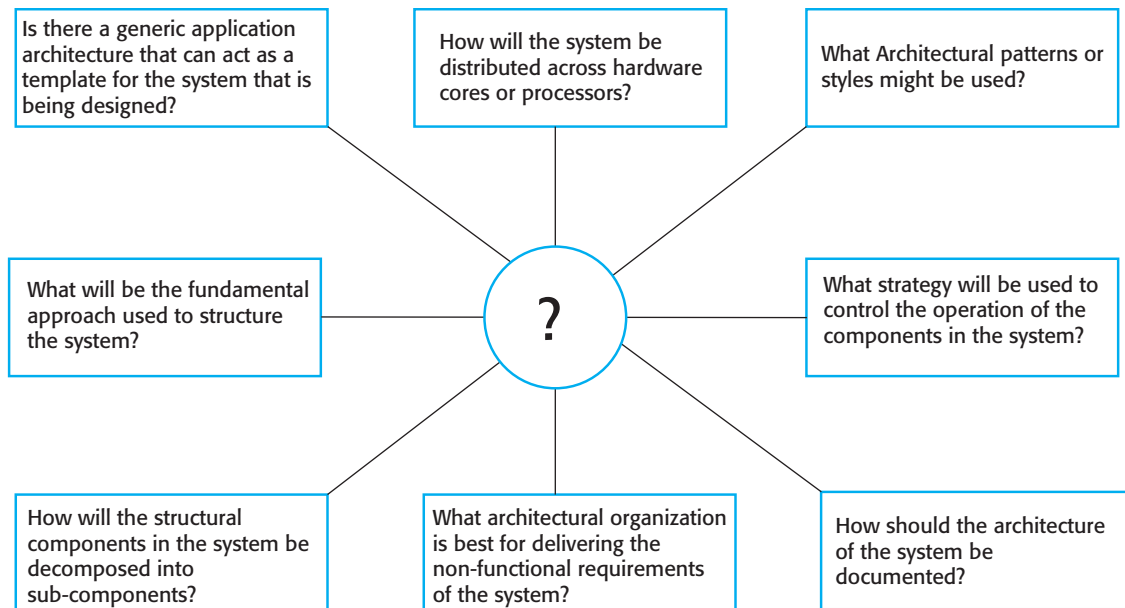 Is there a generic application
architecture that can act as a
template for the system that is
being designed?
How will the system be
distributed across hardware
cores or processors?
What Architectural patterns or
styles might be used?
What will be the fundamental
approach used to structure
the system?
?
What strategy will be used to
control the operation of the
components in the system?
How will the structural
components in the system be
decomposed into
sub-components?
What architectural organization
is best for delivering the
non-functional requirements
of the system?
How should the architecture
of the system be
documented?